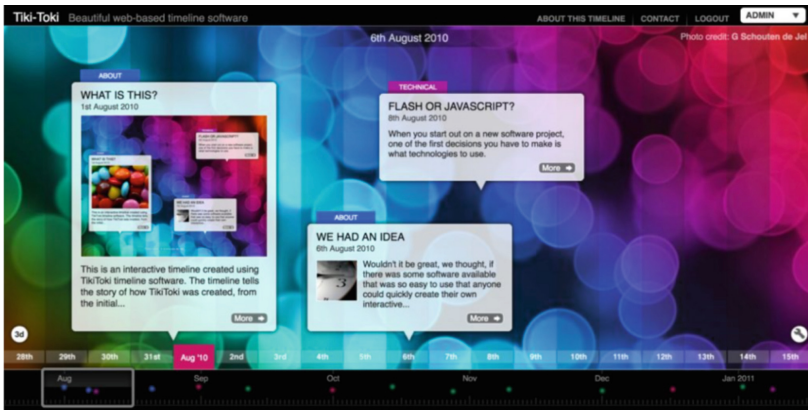 Tiki-Toki Beautiful web-based timeline software
ABOUT THIS TIMELINE CONTACT LOGOUT ADMIN
6th August 2010
Photo credit: G Schouten de Jel
ABOUT
WHAT IS THIS?
1st August 2010
This is an interactive timeline created using
TikiToki timeline software. The timeline tells
the story of how TikiToki was created, from
the initial...
More
TECHNICAL
FLASH OR JAVASCRIPT?
8th August 2010
When you start out on a new software project,
one of the first decisions you have to make is
what technologies to use.
More
ABOUT
WE HAD AN IDEA
6th August 2010
Wouldn't it be great, we thought, if
there was some software available
that was so easy to use that anyone
could quickly create their own
interactive...
More
3d
28th 29th 30th 31st Aug '10 2nd 3rd 4th 5th 6th 7th 8th 9th 10th 11th 12th 13th 14th 15th
Aug Sep Oct Nov Dec Jan 2011